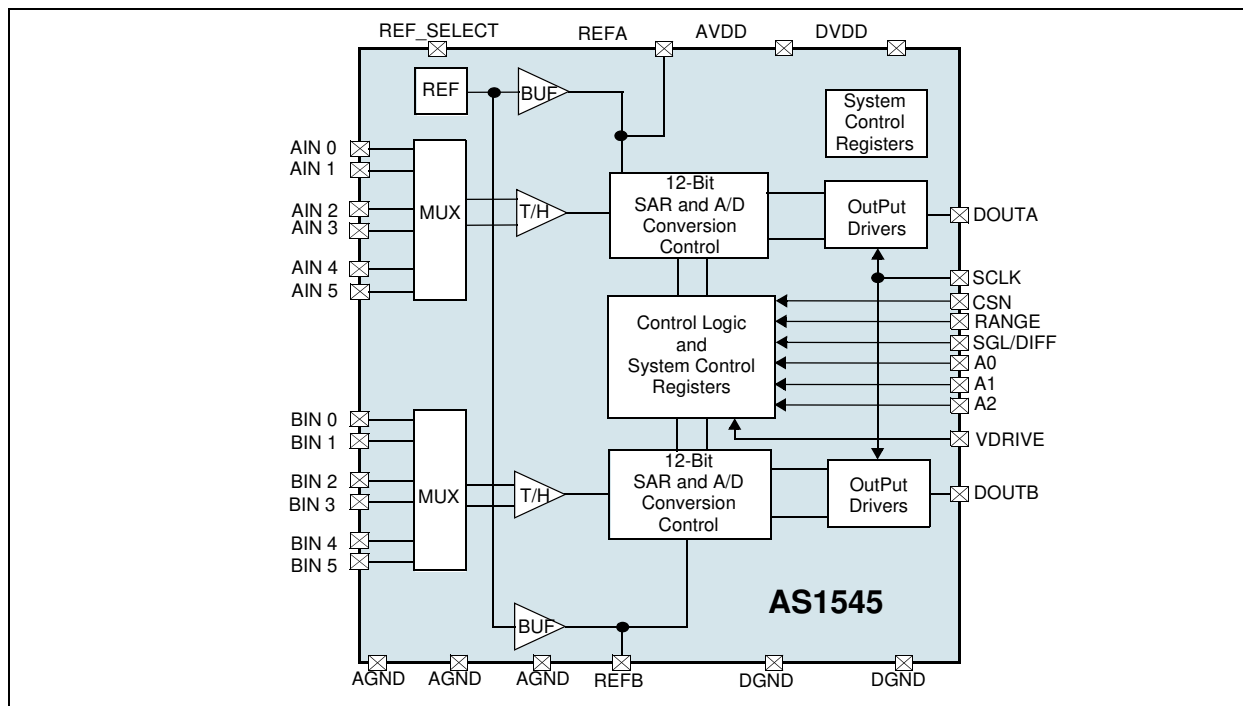 REF_SELECT
REFA
AVDD
DVDD
REF
BUF
System
Control
Registers
AIN 0
AIN 1
AIN 2
AIN 3
AIN 4
AIN 5
MUX
T/H
12-Bit
SAR and A/D
Conversion
Control
OutPut
Drivers
DOUTA
SCLK
CSN
RANGE
SGL/DIFF
A0
A1
A2
VDRIVE
Control Logic
and
System Control
Registers
BIN 0
BIN 1
BIN 2
BIN 3
BIN 4
BIN 5
MUX
T/H
12-Bit
SAR and A/D
Conversion
Control
OutPut
Drivers
DOUTB
BUF
AS1545
AGND
AGND
AGND
REFB
DGND
DGND